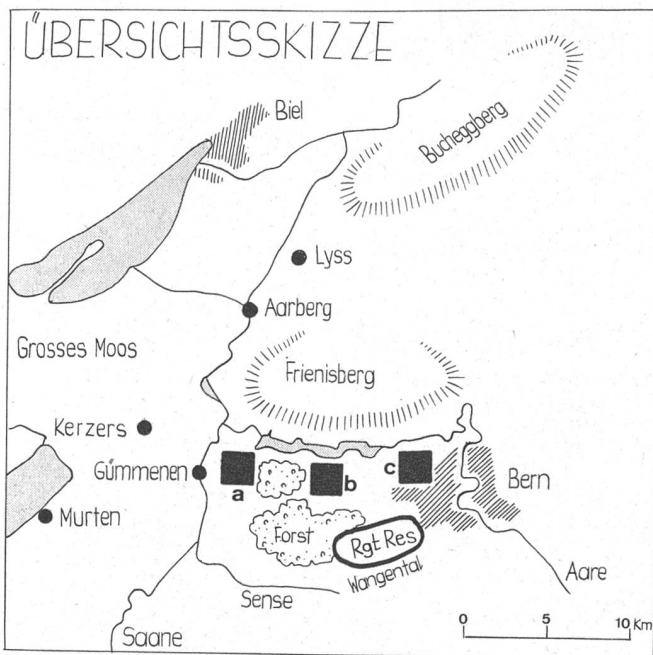 ÜBERSICHTSSKIZZE
Biel
Bucheggberg
Lyss
Aarberg
Grosses Moos
Frienisberg
Kerzers
Gümmenen
a
b
c
Bern
Murten
Forst
Rgt Res
Wangental
Aare
Sense
Saane
0 5 10 Km